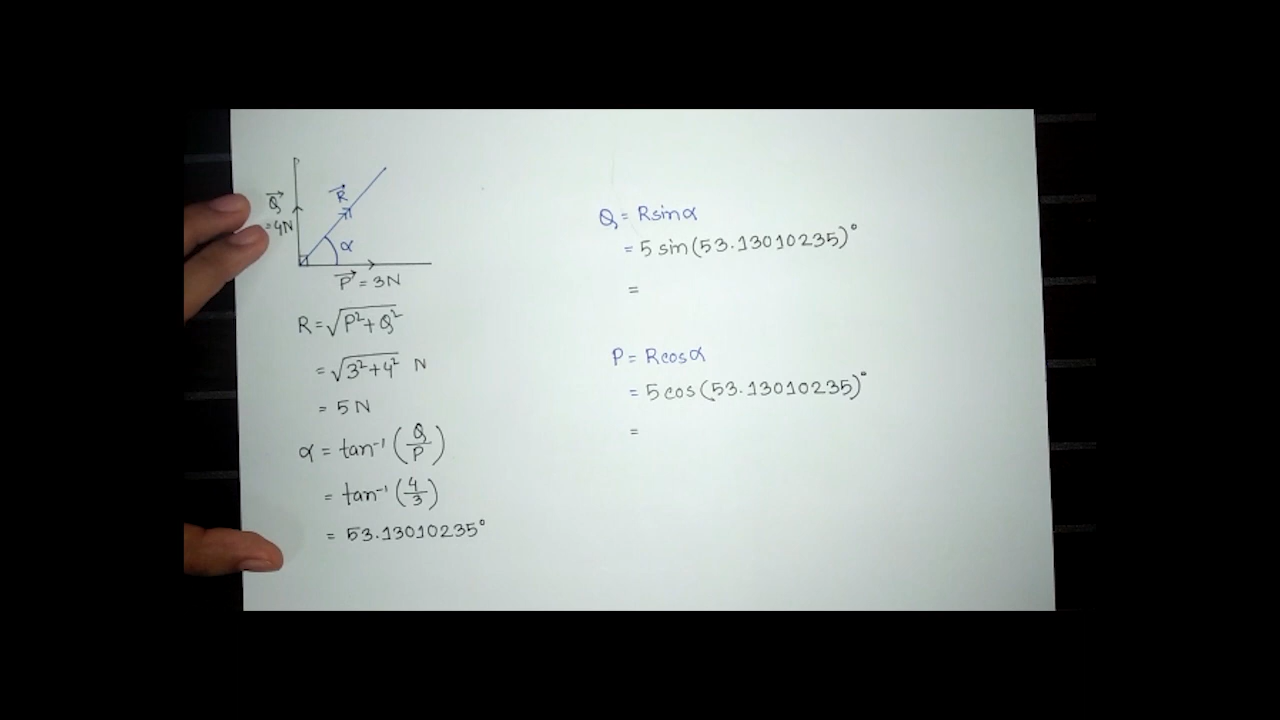 Q⃗
= 4N
R⃗
α
P⃗ = 3N
R = √(P² + Q²)
= √(3² + 4²) N
= 5 N
α = tan⁻¹ (Q/P)
= tan⁻¹ (4/3)
= 53.13010235°
Q = R sin α
= 5 sin (53.13010235)°
=
P = R cos α
= 5 cos (53.13010235)°
=